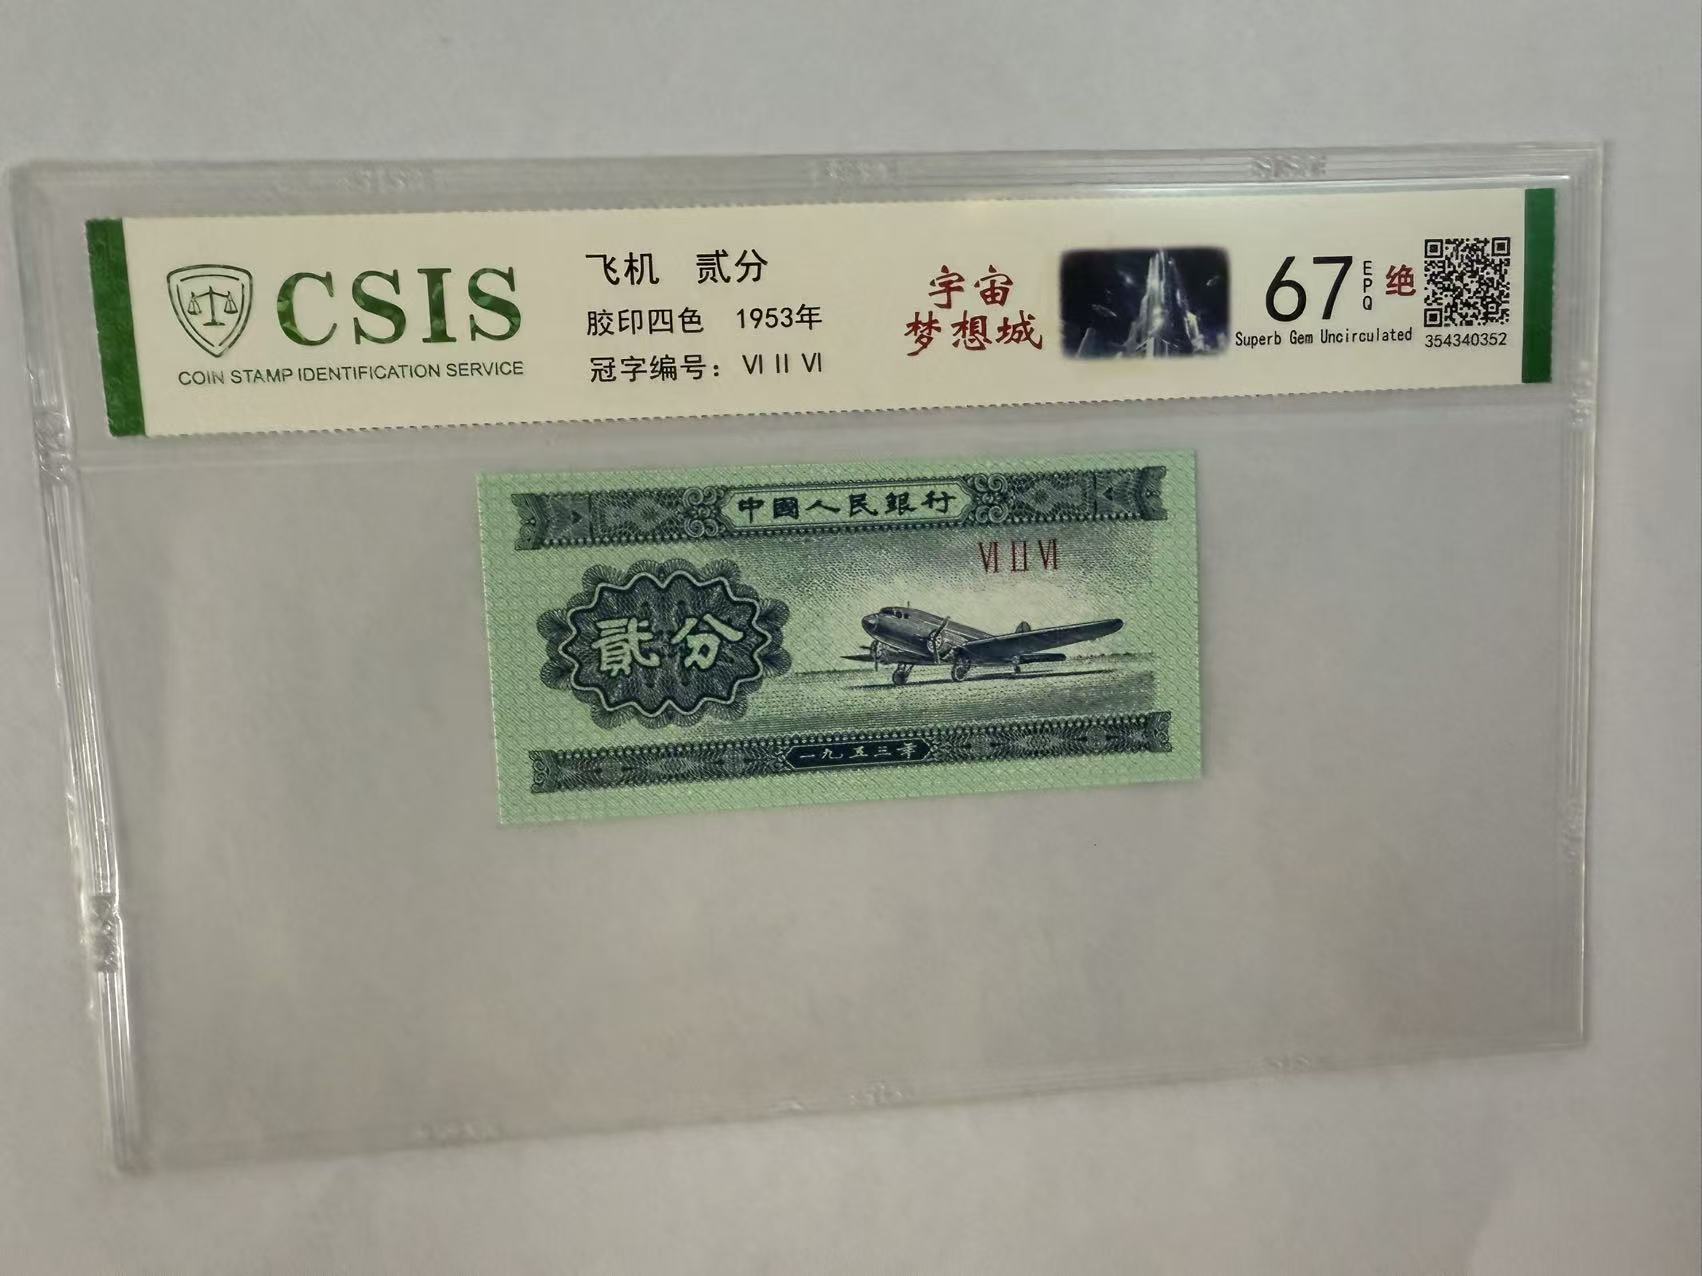 CSIS
COIN STAMP IDENTIFICATION SERVICE
飞机 贰分
胶印四色 1953年
冠字编号：Ⅵ Ⅱ Ⅵ
宇宙
梦想城
67 EPQ 绝
Superb Gem Uncirculated
354340352
中國人民銀行
Ⅵ Ⅱ Ⅵ
貳分
一九五三年